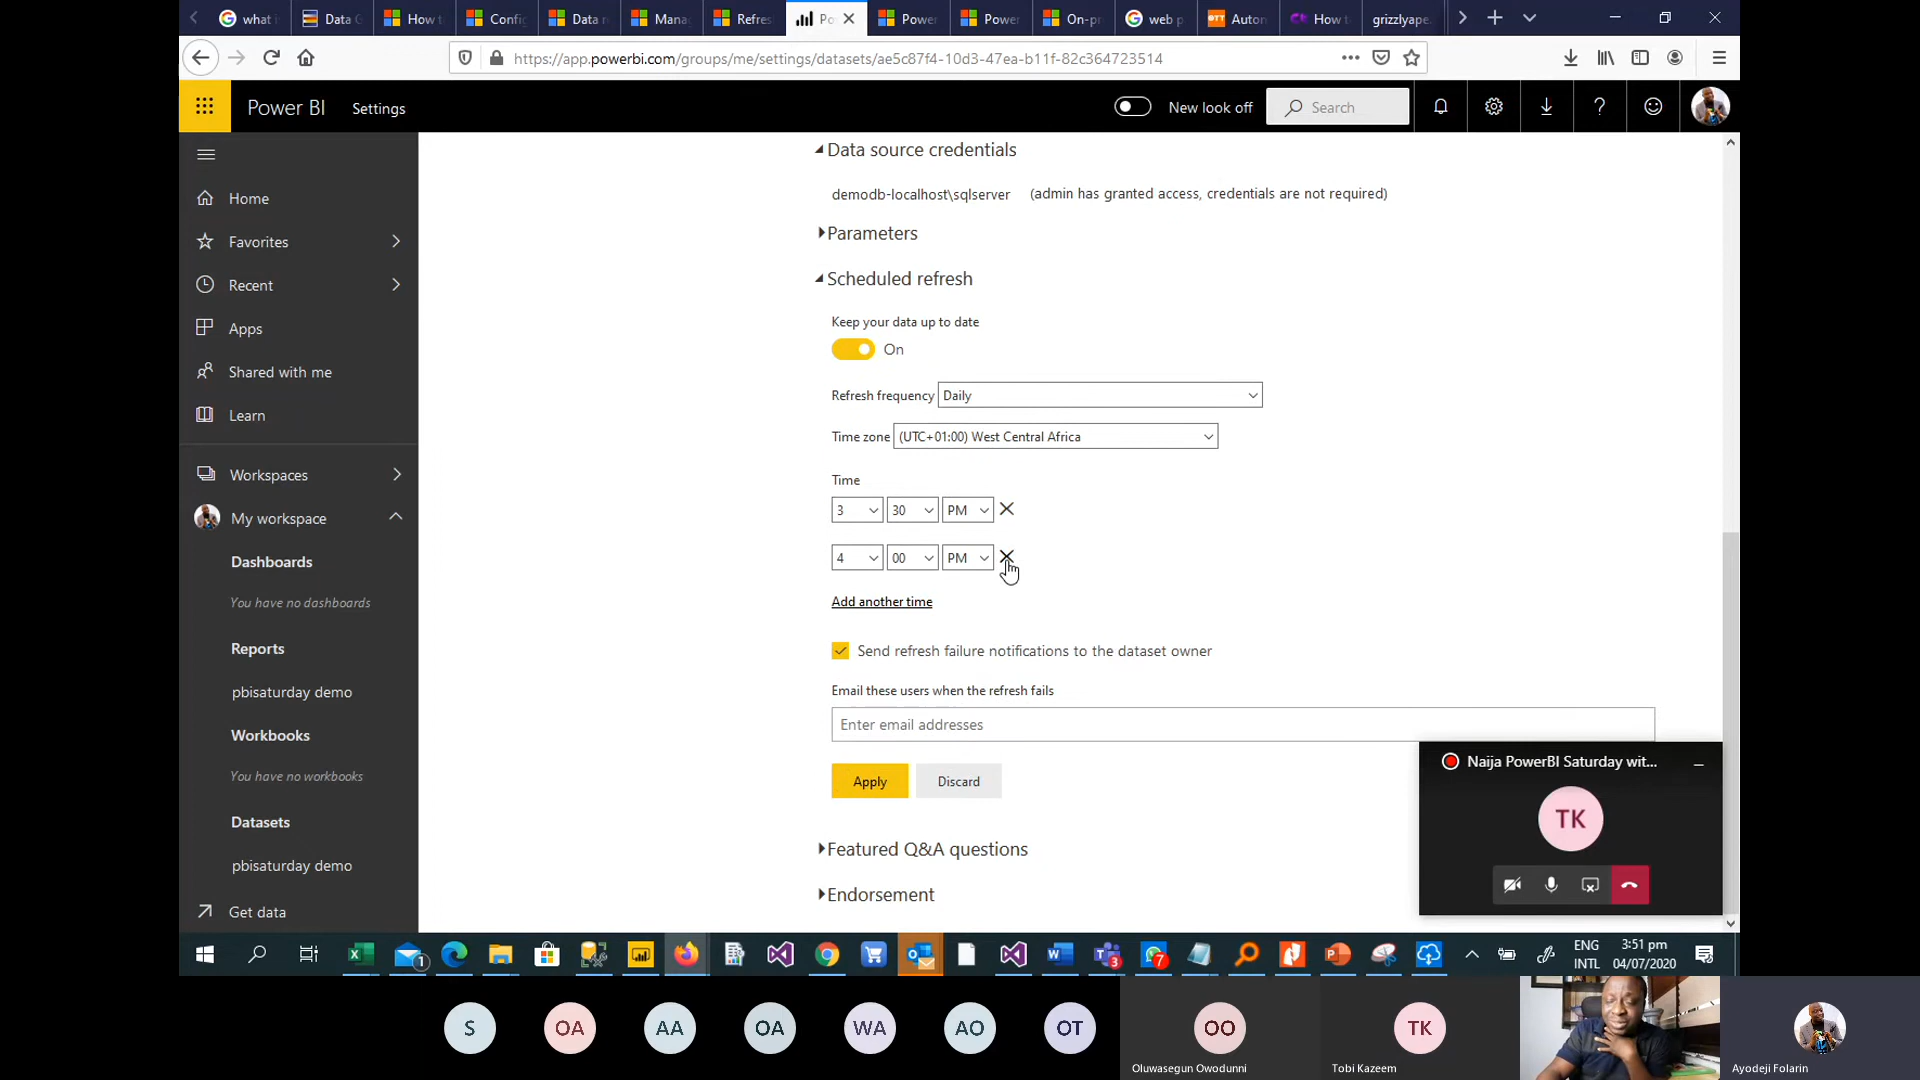 what i
Data G
How t
Config
Data r
Mana
Refres
Po
Power
Power
On-pr
web p
OTT
Auton
How t
grizzlyape.
https://app.powerbi.com/groups/me/settings/datasets/ae5c87f4-10d3-47ea-b11f-82c364723514
Power BI
Settings
New look off
Search
Home
Favorites
Recent
Apps
Shared with me
Learn
Workspaces
My workspace
Dashboards
You have no dashboards
Reports
pbisaturday demo
Workbooks
You have no workbooks
Datasets
pbisaturday demo
Get data
Data source credentials
demodb-localhost\sqlserver (admin has granted access, credentials are not required)
Parameters
Scheduled refresh
Keep your data up to date
On
Refresh frequency Daily
Time zone (UTC+01:00) West Central Africa
Time
3 30 PM
4 00 PM
Add another time
Send refresh failure notifications to the dataset owner
Email these users when the refresh fails
Enter email addresses
Apply Discard
Featured Q&A questions
Endorsement
Naija PowerBI Saturday wit...
TK
1
3
7
ENG
INTL
3:51 pm
04/07/2020
S
OA
AA
OA
WA
AO
OT
OO
TK
Oluwasegun Owodunni
Tobi Kazeem
Ayodeji Folarin